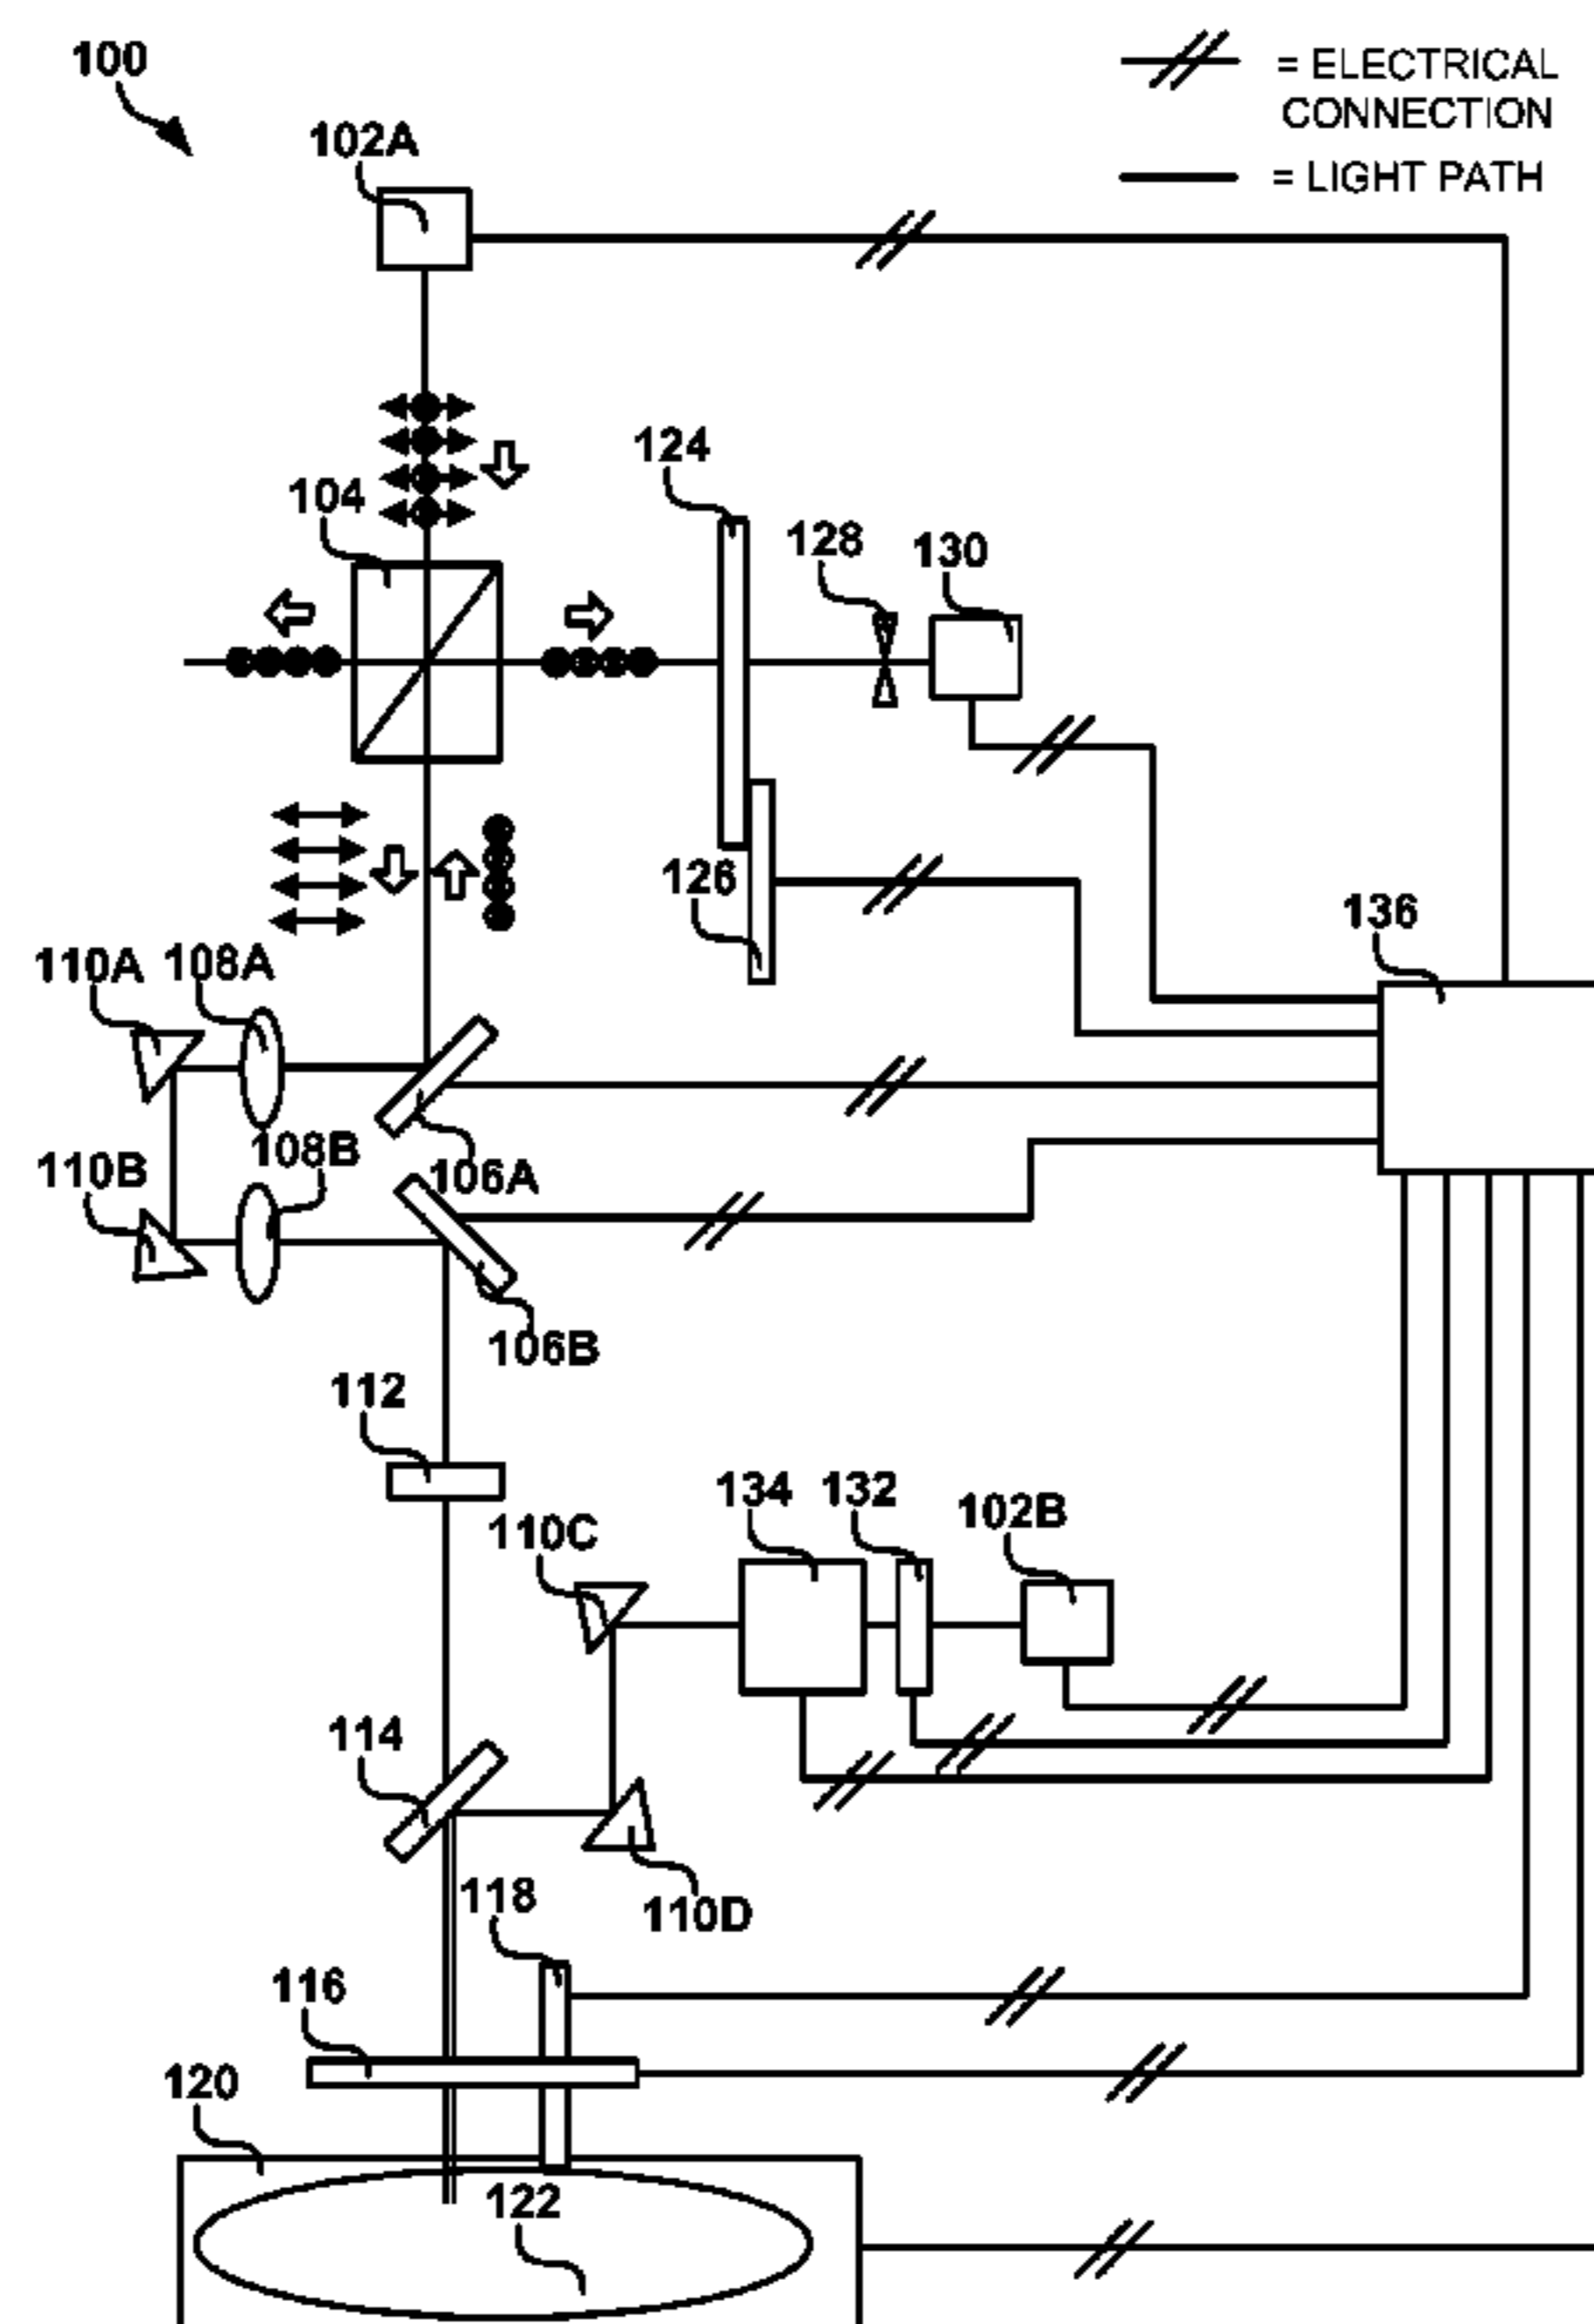 100
= ELECTRICAL
CONNECTION
= LIGHT PATH
102A
104
124
128
130
126
136
110A
108A
108B
110B
106A
106B
112
134
132
102B
110C
114
118
110D
116
120
122